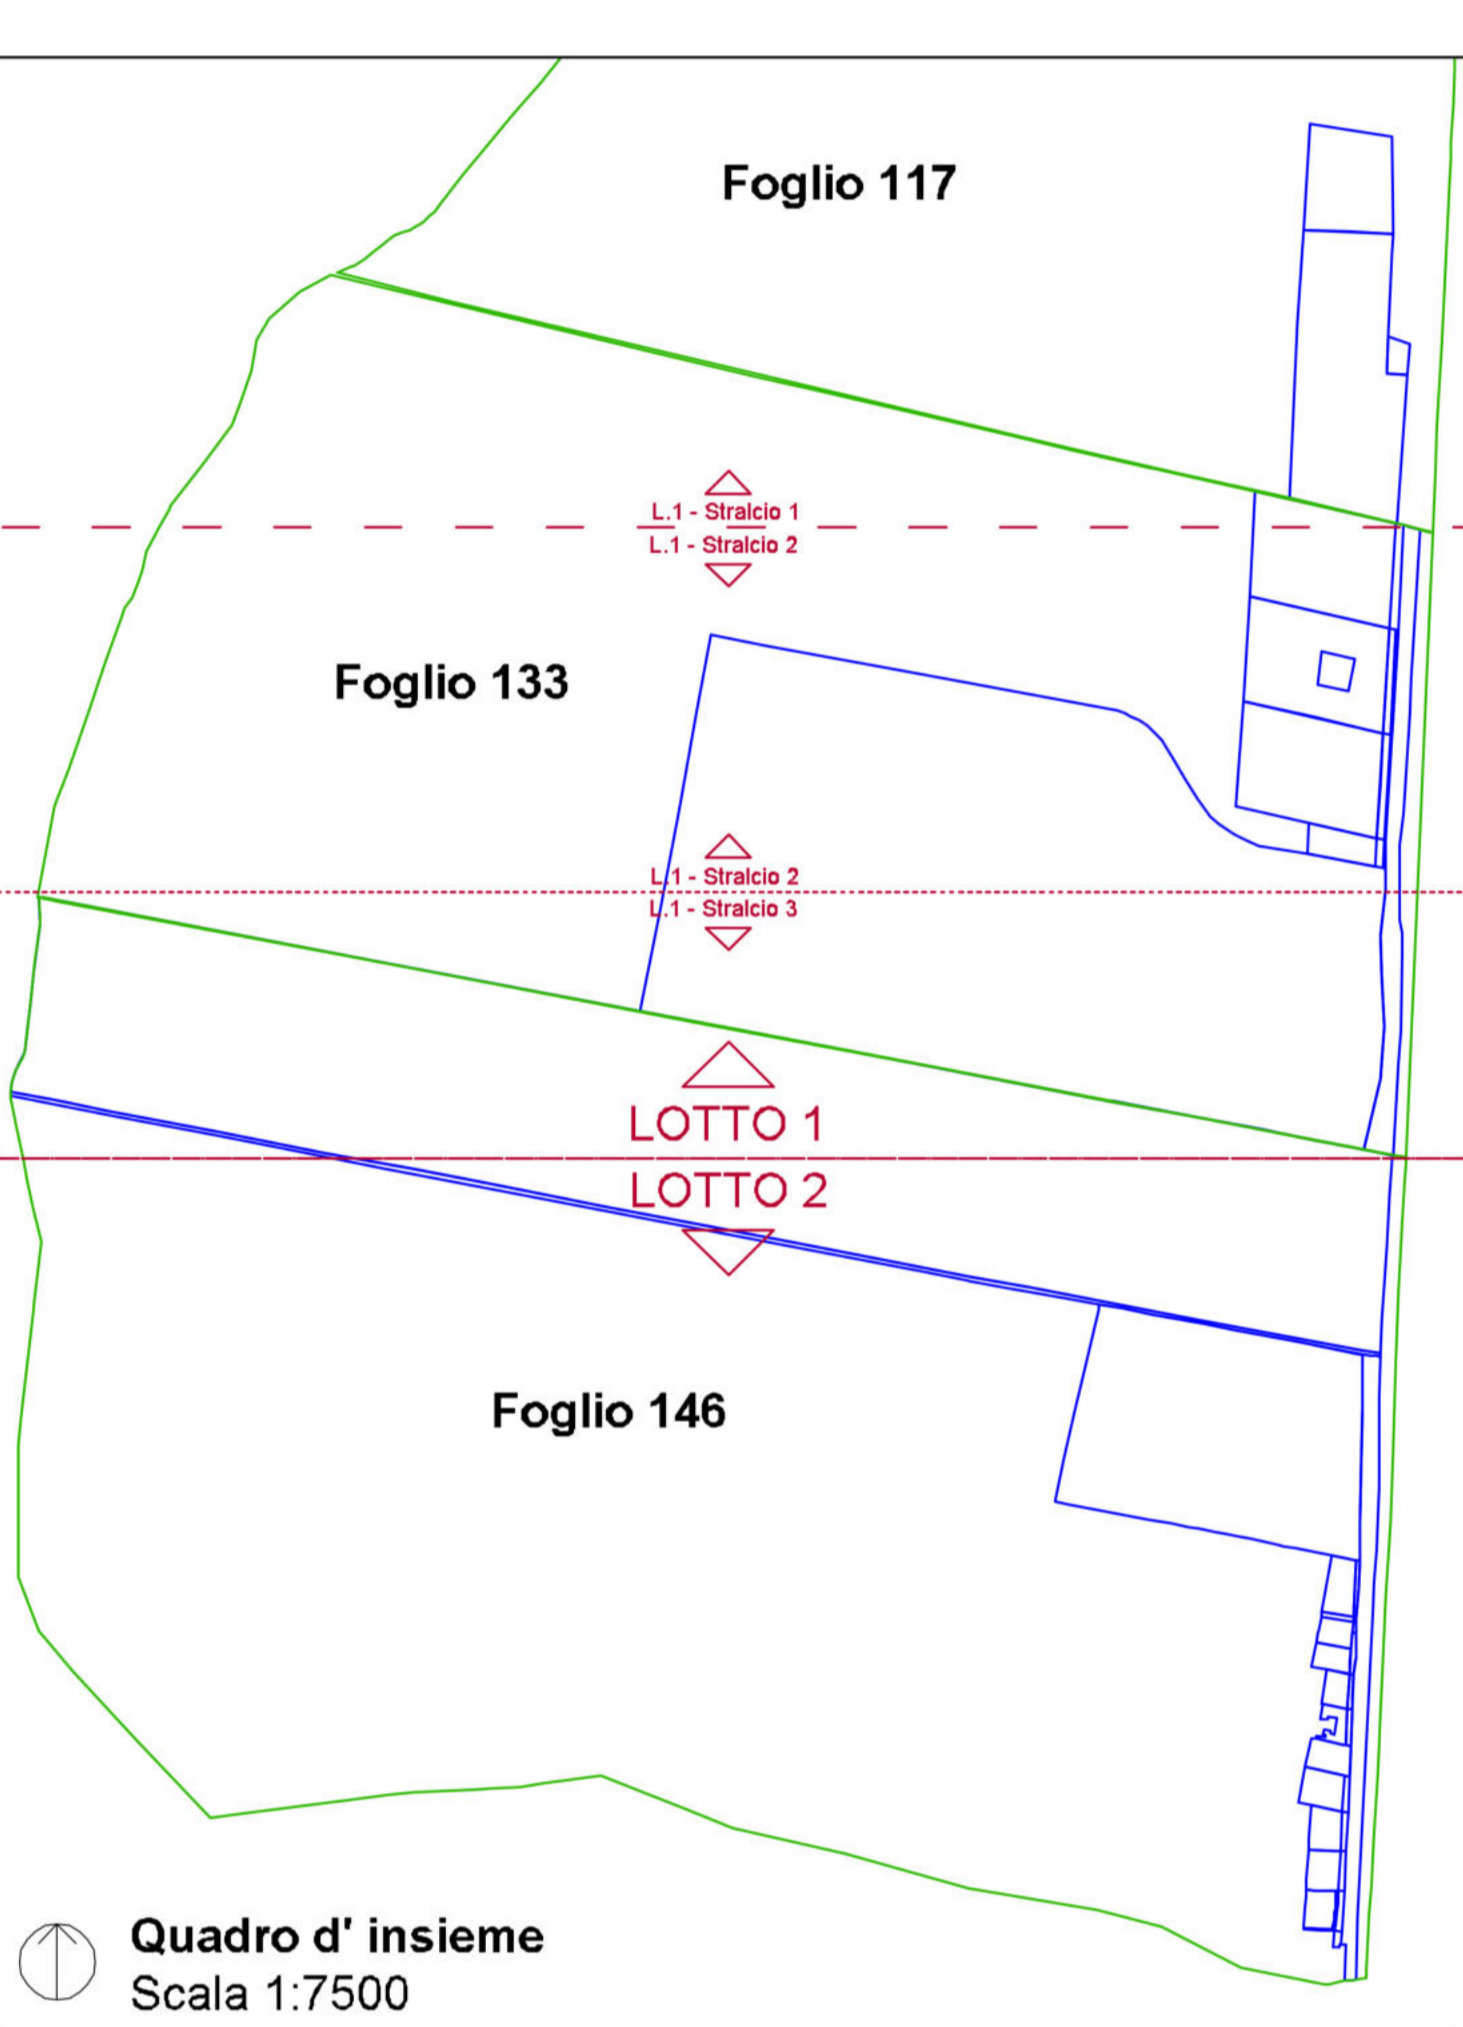 Foglio 117
L.1 - Stralcio 1
L.1 - Stralcio 2
Foglio 133
L.1 - Stralcio 2
L.1 - Stralcio 3
LOTTO 1
LOTTO 2
Foglio 146
Quadro d' insieme
Scala 1:7500